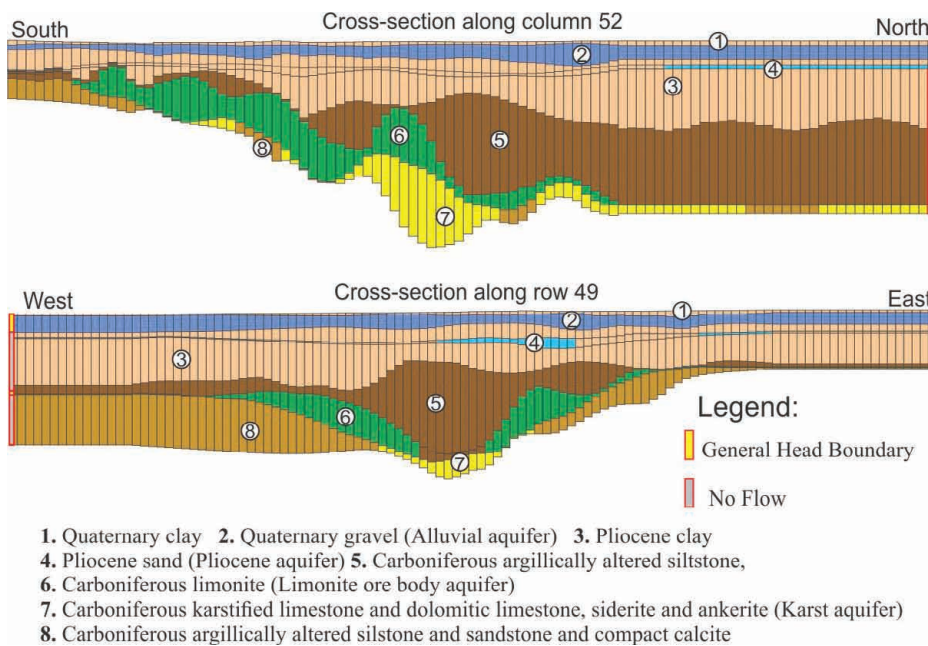 Cross-section along column 52
South
North
1
2
4
3
6
5
8
7
Cross-section along row 49
West
East
1
2
4
3
5
6
8
7
Legend:
General Head Boundary
No Flow
1. Quaternary clay 2. Quaternary gravel (Alluvial aquifer) 3. Pliocene clay
4. Pliocene sand (Pliocene aquifer) 5. Carboniferous argillically altered siltstone,
6. Carboniferous limonite (Limonite ore body aquifer)
7. Carboniferous karstified limestone and dolomitic limestone, siderite and ankerite (Karst aquifer)
8. Carboniferous argillically altered silstone and sandstone and compact calcite